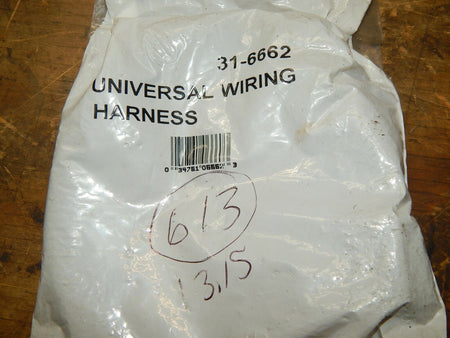 31-6662
UNIVERSAL WIRING
HARNESS
613
13.15